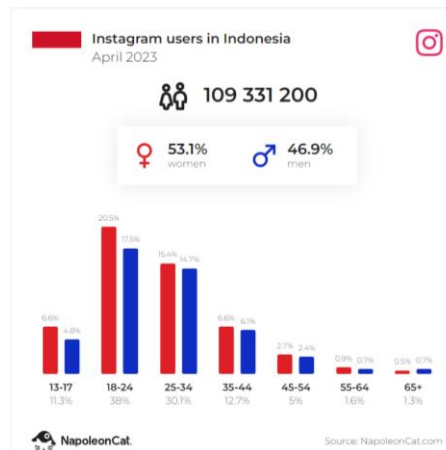 Instagram users in Indonesia
April 2023
109 331 200
53.1%
women
46.9%
men
20.5%
17.5%
15.4%
14.7%
6.6%
4.8%
6.6%
6.1%
2.7%
2.4%
0.9%
0.7%
0.5%
0.7%
13-17 18-24 25-34 35-44 45-54 55-64 65+
11.3% 38% 30.1% 12.7% 5% 1.6% 1.3%
NapoleonCat.
Source: NapoleonCat.com